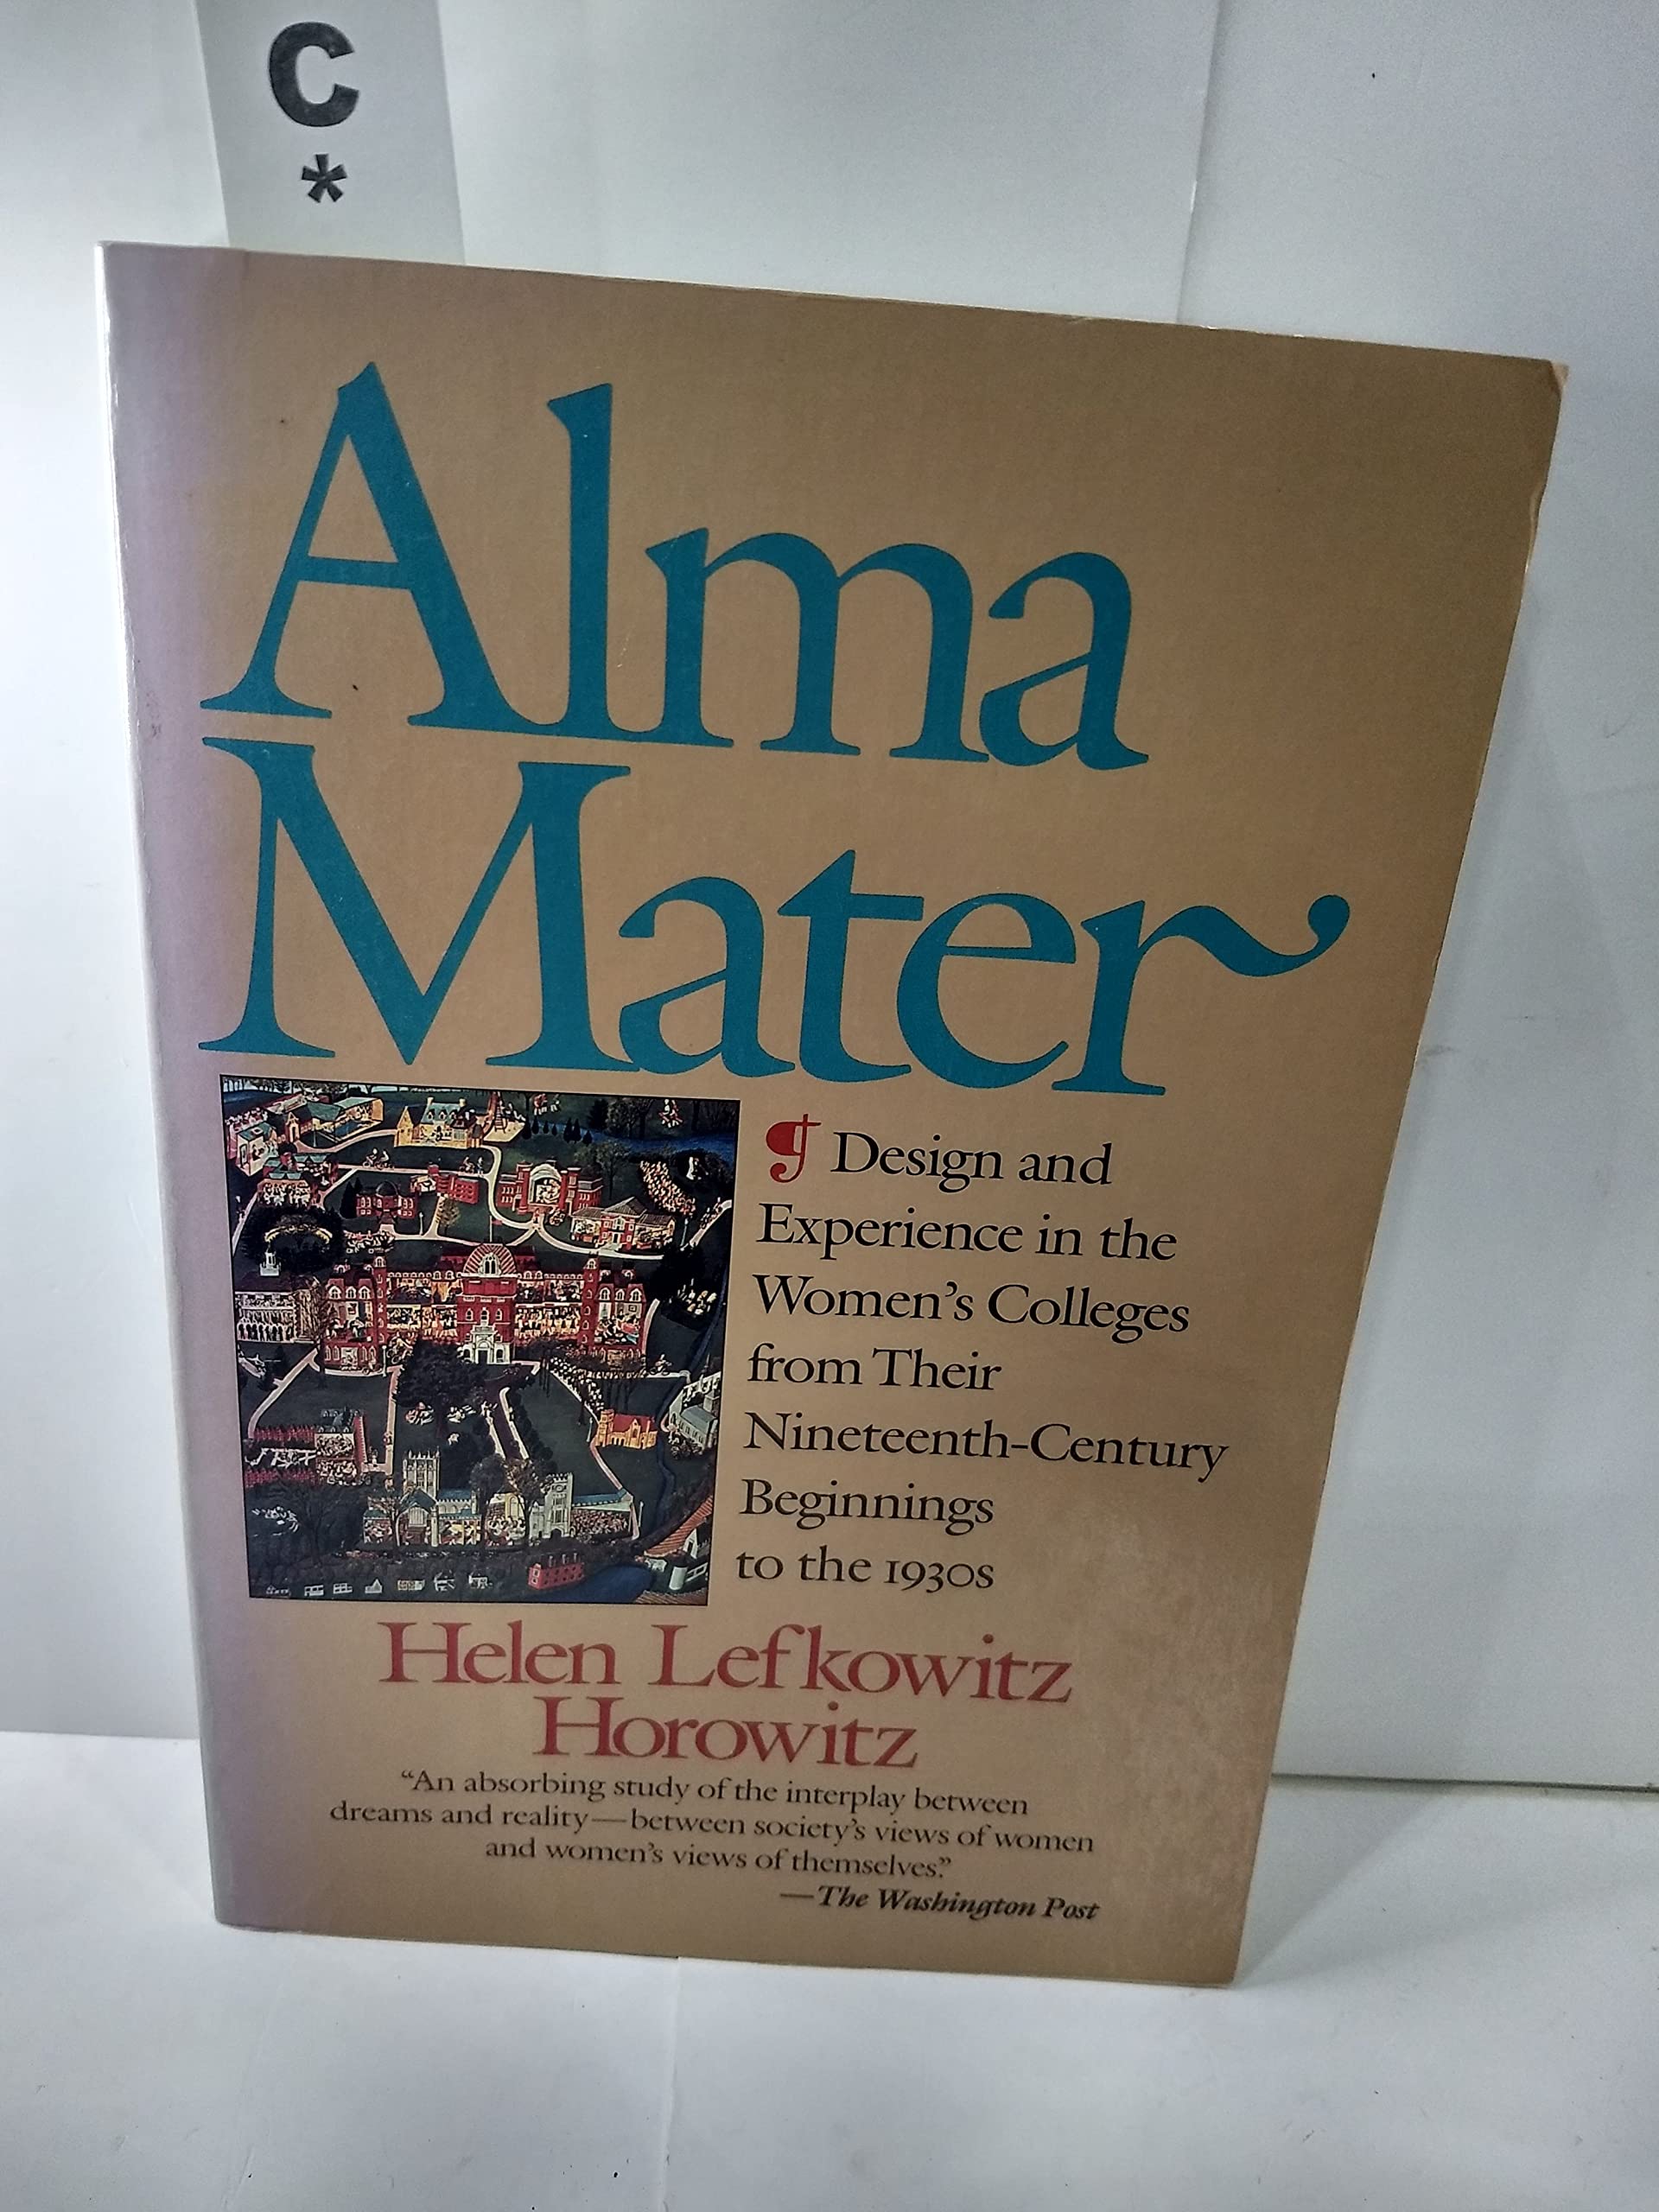 C
*
Alma
Mater
¶ Design and
Experience in the
Women's Colleges
from Their
Nineteenth-Century
Beginnings
to the 1930s
Helen Lefkowitz
Horowitz
“An absorbing study of the interplay between
dreams and reality—between society's views of women
and women's views of themselves.”
—The Washington Post